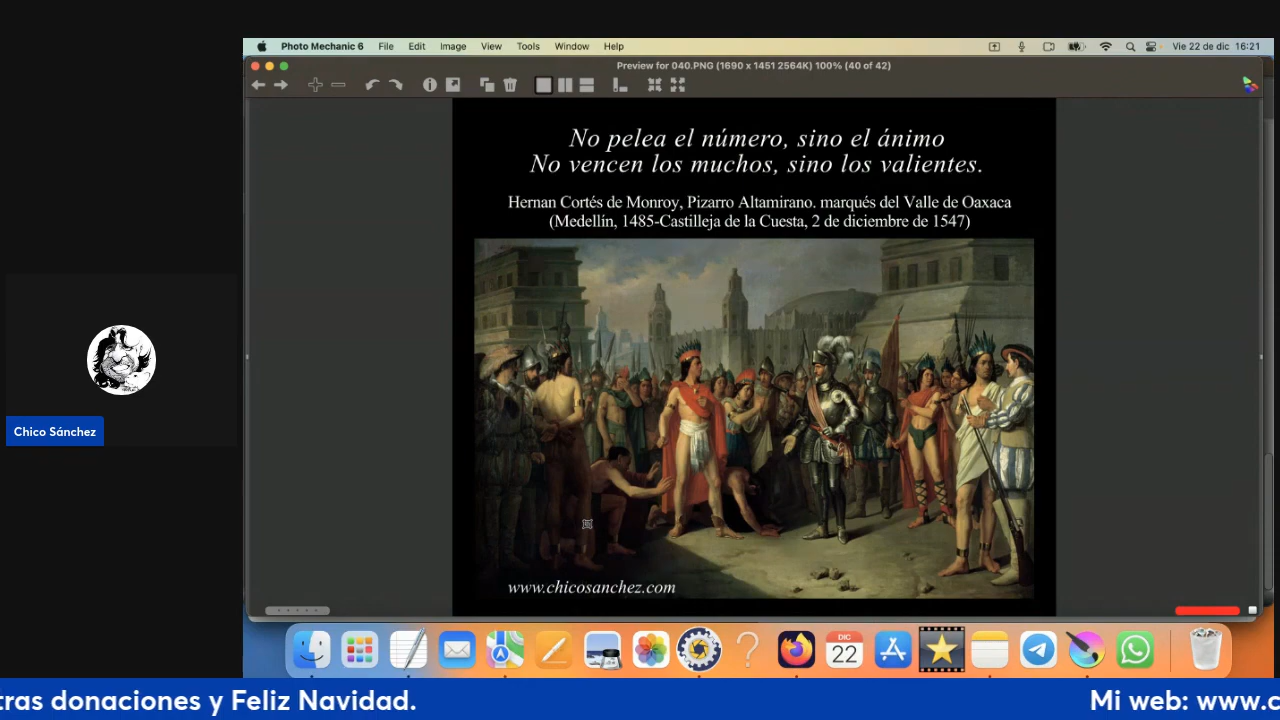 Photo Mechanic 6 File Edit Image View Tools Window Help Vie 22 de dic 16:21
Preview for 040.PNG (1690 x 1451 2564K) 100% (40 of 42)
No pelea el número, sino el ánimo
No vencen los muchos, sino los valientes.
Hernan Cortés de Monroy, Pizarro Altamirano. marqués del Valle de Oaxaca
(Medellín, 1485-Castilleja de la Cuesta, 2 de diciembre de 1547)
Chico Sánchez
www.chicosanchez.com
DIC
22
tras donaciones y Feliz Navidad.
Mi web: www.c